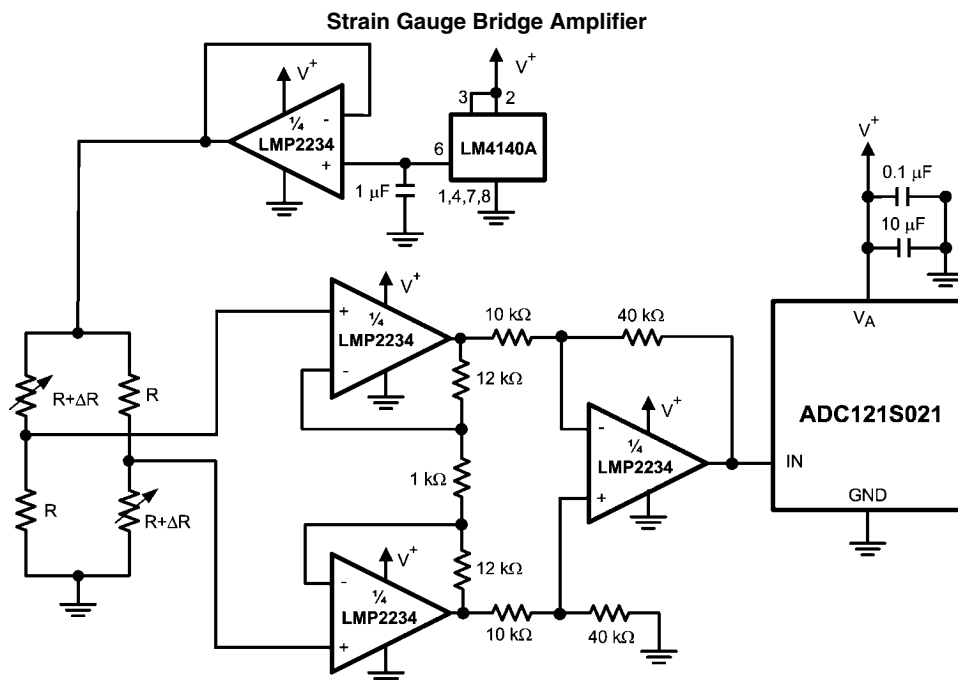 Strain Gauge Bridge Amplifier
V+
V+
3
2
¼
-
LMP2234
+
6
LM4140A
1 µF
1,4,7,8
V+
0.1 µF
10 µF
V+
+
¼
LMP2234
-
10 kΩ
40 kΩ
VA
12 kΩ
R+ΔR
R
V+
ADC121S021
-
¼
LMP2234
IN
1 kΩ
+
R
R+ΔR
GND
V+
12 kΩ
-
¼
LMP2234
+
10 kΩ
40 kΩ